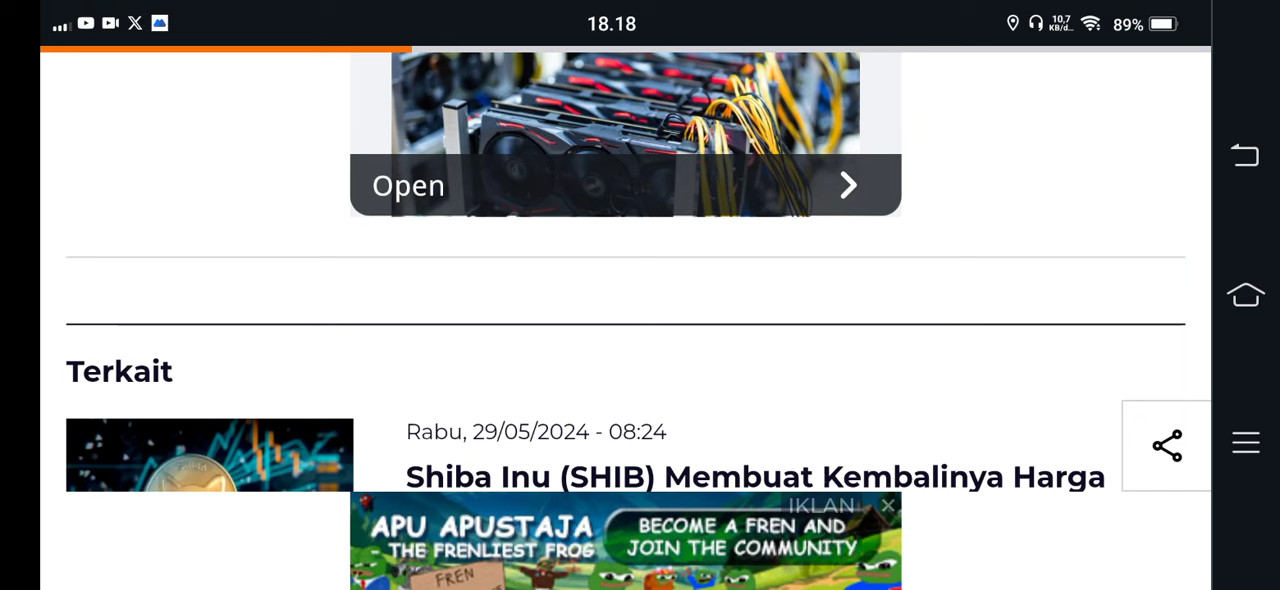 18.18
10,7
KB/d...
89%
Open
Terkait
Rabu, 29/05/2024 - 08:24
Shiba Inu (SHIB) Membuat Kembalinya Harga
IKLAN
APU APUSTAJA
- THE FRENLIEST FROG
BECOME A FREN AND
JOIN THE COMMUNITY
FREN